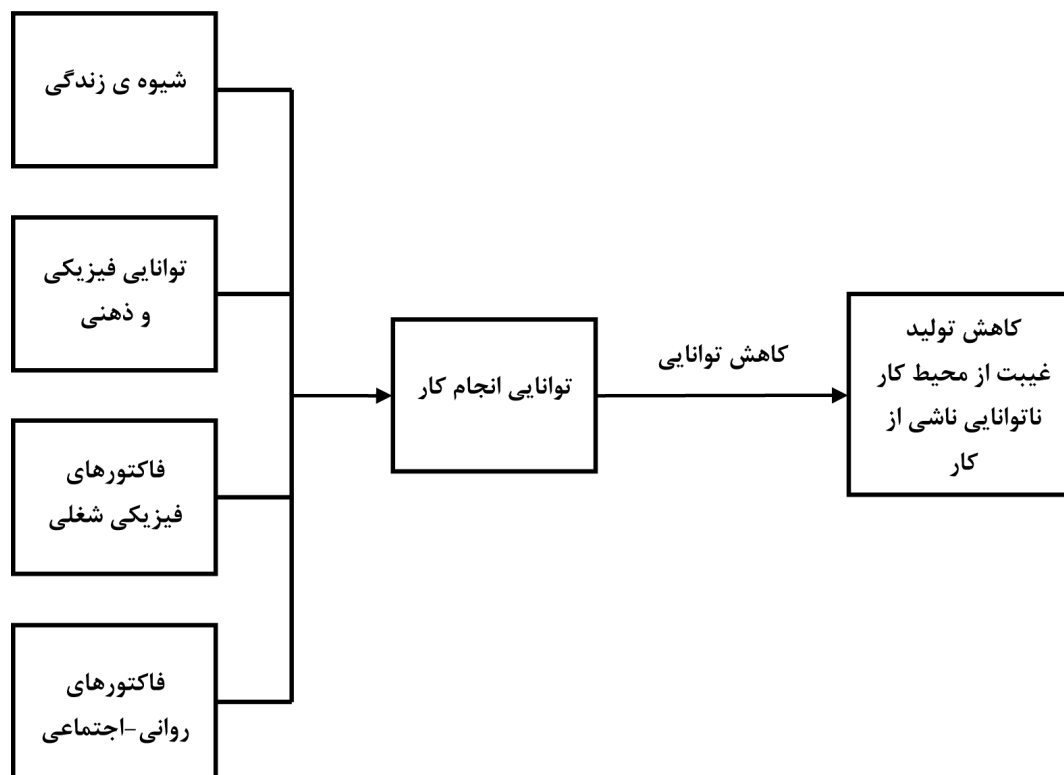 شیوه ی زندگی
توانایی فیزیکی
و ذهنی
فاکتورهای
فیزیکی شغلی
فاکتورهای
روانی-اجتماعی
توانایی انجام کار
کاهش توانایی
کاهش تولید
غیبت از محیط کار
ناتوانایی ناشی از
کار